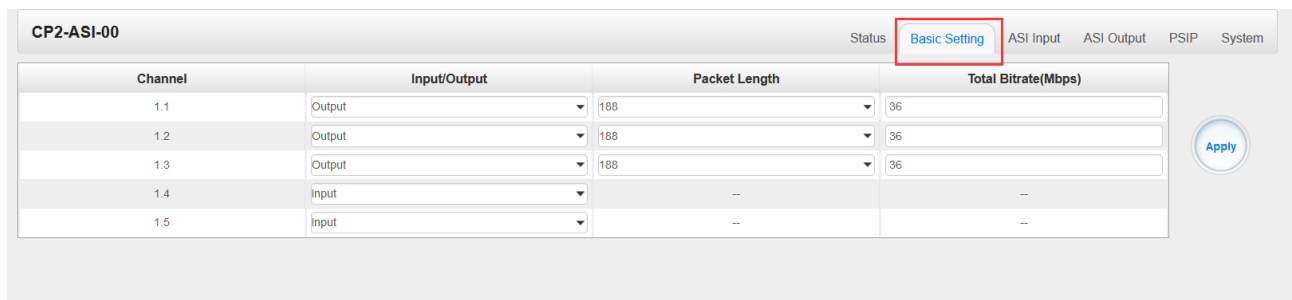 CP2-ASI-00
Status Basic Setting ASI Input ASI Output PSIP System
Channel Input/Output Packet Length Total Bitrate(Mbps)
1.1 Output 188 36
1.2 Output 188 36
1.3 Output 188 36
1.4 Input -- --
1.5 Input -- --
Apply